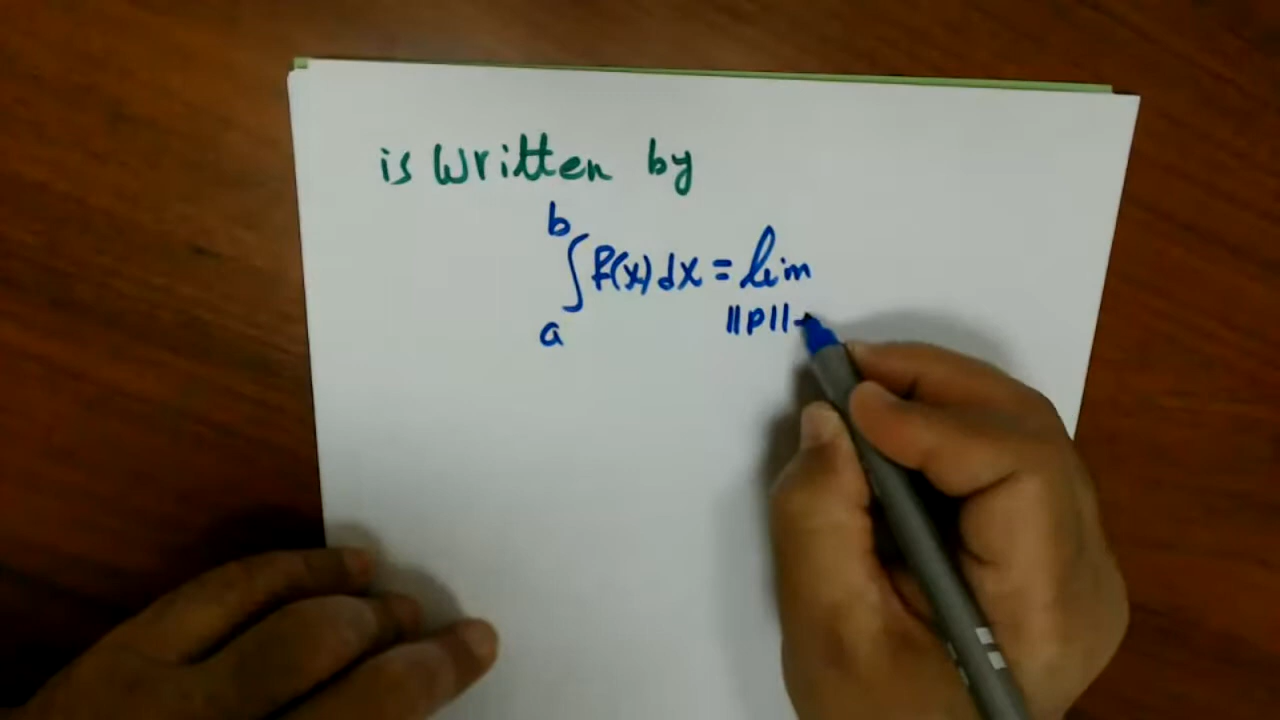 is written by
b
∫ f(x) dx = lim
a ||p|| -